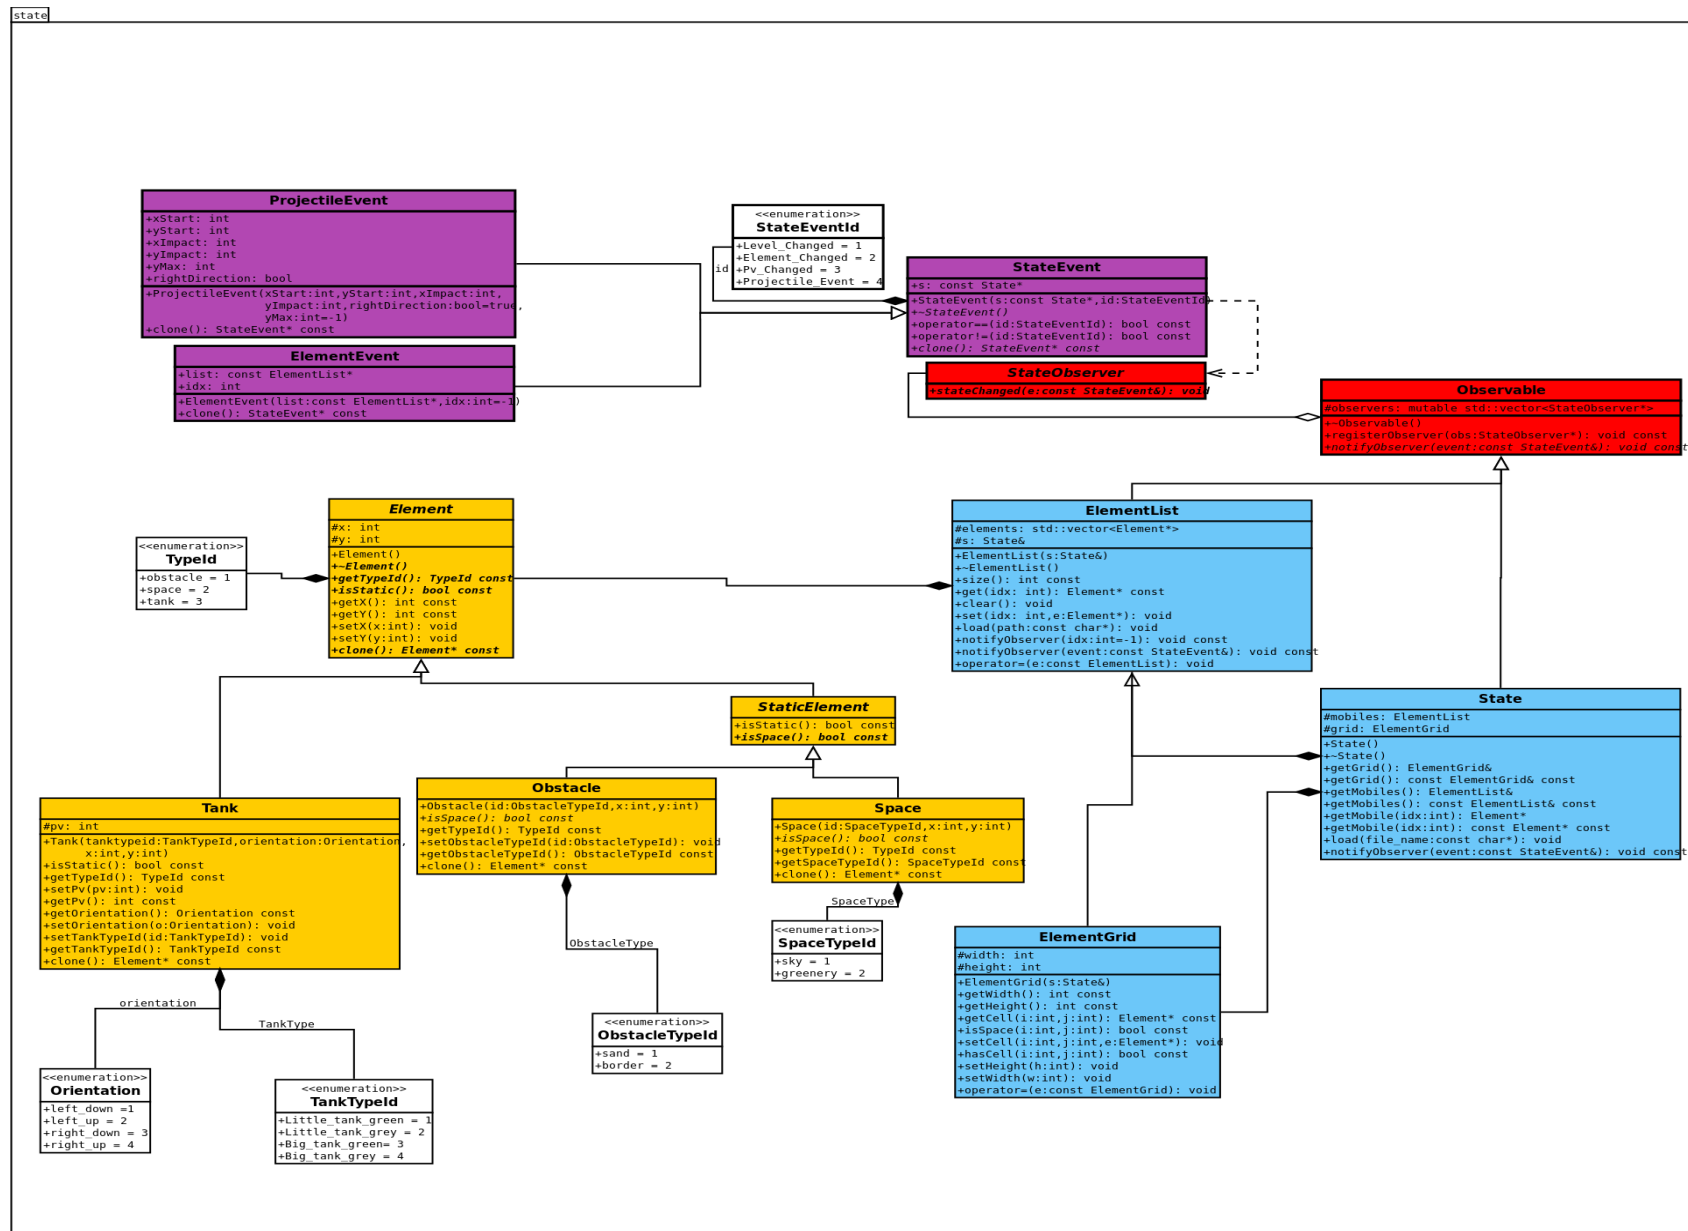 state
ProjectileEvent
+xStart: int
+yStart: int
+xImpact: int
+yImpact: int
+yMax: int
+rightDirection: bool
+ProjectileEvent(xStart:int,yStart:int,xImpact:int,
yImpact:int,rightDirection:bool=true,
yMax:int=-1)
+clone(): StateEvent* const
ElementEvent
+list: const ElementList*
+idx: int
+ElementEvent(list:const ElementList*,idx:int=-1)
+clone(): StateEvent* const
<<enumeration>>
StateEventId
+Level_Changed = 1
+Element_Changed = 2
+Pv_Changed = 3
+Projectile_Event = 4
id
StateEvent
+s: const State*
+StateEvent(s:const State*,id:StateEventId)
+~StateEvent()
+operator==(id:StateEventId): bool const
+operator!=(id:StateEventId): bool const
+clone(): StateEvent* const
StateObserver
+stateChanged(e:const StateEvent&): void
Observable
#observers: mutable std::vector<StateObserver*>
+~Observable()
+registerObserver(obs:StateObserver*): void const
+notifyObserver(event:const StateEvent&): void const
<<enumeration>>
TypeId
+obstacle = 1
+space = 2
+tank = 3
Element
#x: int
#y: int
+Element()
+~Element()
+getTypeId(): TypeId const
+isStatic(): bool const
+getX(): int const
+getY(): int const
+setX(x:int): void
+setY(y:int): void
+clone(): Element* const
ElementList
#elements: std::vector<Element*>
#s: State&
+ElementList(s:State&)
+~ElementList()
+size(): int const
+get(idx: int): Element* const
+clear(): void
+set(idx: int,e:Element*): void
+load(path:const char*): void
+notifyObserver(idx:int=-1): void const
+notifyObserver(event:const StateEvent&): void const
+operator=(e:const ElementList): void
StaticElement
+isStatic(): bool const
+isSpace(): bool const
State
#mobiles: ElementList
#grid: ElementGrid
+State()
+~State()
+getGrid(): ElementGrid&
+getGrid(): const ElementGrid& const
+getMobiles(): ElementList&
+getMobiles(): const ElementList& const
+getMobile(idx:int): Element*
+getMobile(idx:int): const Element* const
+load(file_name:const char*): void
+notifyObserver(event:const StateEvent&): void const
Tank
#pv: int
+Tank(tanktypeid:TankTypeId,orientation:Orientation,
x:int,y:int)
+isStatic(): bool const
+getTypeId(): TypeId const
+setPv(pv:int): void
+getPv(): int const
+getOrientation(): Orientation const
+setOrientation(o:Orientation): void
+setTankTypeId(id:TankTypeId): void
+getTankTypeId(): TankTypeId const
+clone(): Element* const
Obstacle
+Obstacle(id:ObstacleTypeId,x:int,y:int)
+isSpace(): bool const
+getTypeId(): TypeId const
+setObstacleTypeId(id:ObstacleTypeId): void
+getObstacleTypeId(): ObstacleTypeId const
+clone(): Element* const
Space
+Space(id:SpaceTypeId,x:int,y:int)
+isSpace(): bool const
+getTypeId(): TypeId const
+getSpaceTypeId(): SpaceTypeId const
+clone(): Element* const
SpaceType
<<enumeration>>
SpaceTypeId
+sky = 1
+greenery = 2
ObstacleType
<<enumeration>>
ObstacleTypeId
+sand = 1
+border = 2
ElementGrid
#width: int
#height: int
+ElementGrid(s:State&)
+getWidth(): int const
+getHeight(): int const
+getCell(i:int,j:int): Element* const
+isSpace(i:int,j:int): bool const
+setCell(i:int,j:int,e:Element*): void
+hasCell(i:int,j:int): bool const
+setHeight(h:int): void
+setWidth(w:int): void
+operator=(e:const ElementGrid): void
orientation
TankType
<<enumeration>>
Orientation
+left_down =1
+left_up = 2
+right_down = 3
+right_up = 4
<<enumeration>>
TankTypeId
+Little_tank_green = 1
+Little_tank_grey = 2
+Big_tank_green= 3
+Big_tank_grey = 4